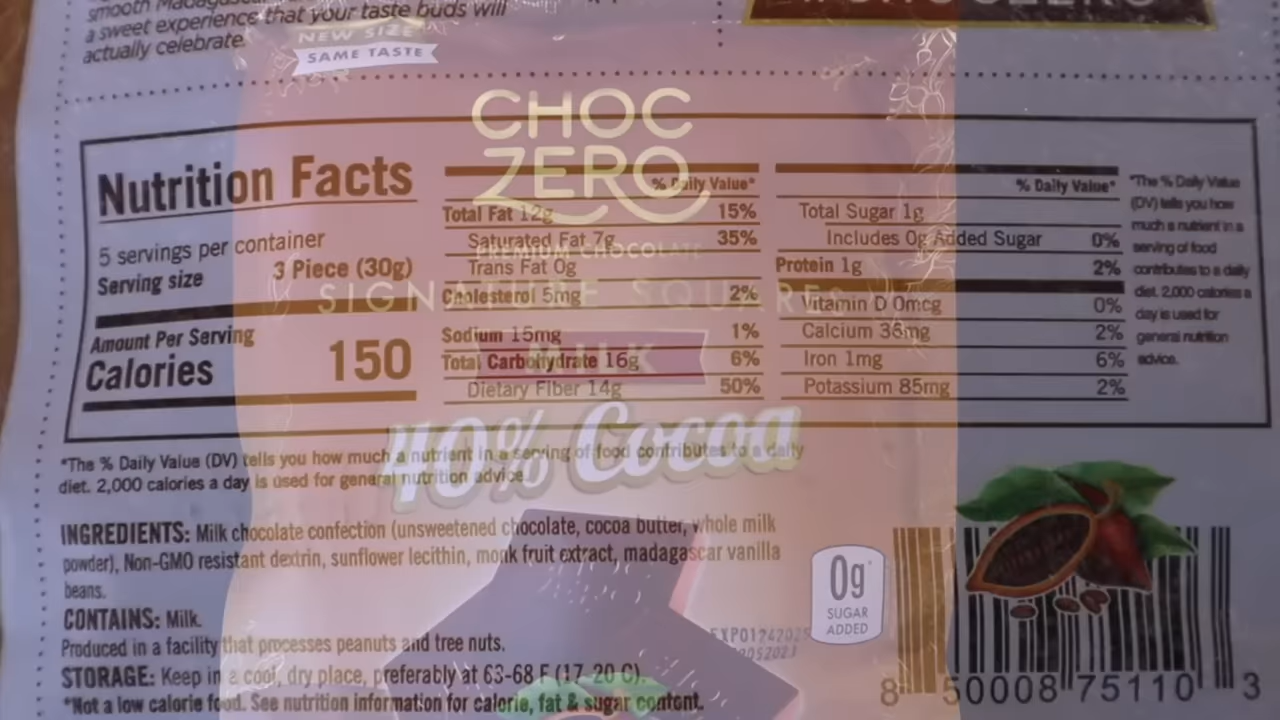 smooth Madagascar
a sweet experience that your taste buds will
actually celebrate.
NEW SIZE
SAME TASTE
CHOC
ZERO
PREMIUM CHOCOLATE
SIGNATURE SQUARES
MILK
40% Cocoa
Nutrition Facts
5 servings per container
Serving size 3 Piece (30g)
Amount Per Serving
Calories 150
% Daily Value*
Total Fat 12g 15%
Saturated Fat 7g 35%
Trans Fat 0g
Cholesterol 5mg 2%
Sodium 15mg 1%
Total Carbohydrate 16g 6%
Dietary Fiber 14g 50%
% Daily Value*
Total Sugar 1g
Includes 0g Added Sugar 0%
Protein 1g 2%
Vitamin D 0mcg 0%
Calcium 36mg 2%
Iron 1mg 6%
Potassium 85mg 2%
*The % Daily Value
(DV) tells you how
much a nutrient in a
serving of food
contributes to a daily
diet. 2,000 calories a
day is used for
general nutrition
advice.
*The % Daily Value (DV) tells you how much a nutrient in a serving of food contributes to a daily
diet. 2,000 calories a day is used for general nutrition advice.
INGREDIENTS: Milk chocolate confection (unsweetened chocolate, cocoa butter, whole milk
powder), Non-GMO resistant dextrin, sunflower lecithin, monk fruit extract, madagascar vanilla
beans.
CONTAINS: Milk.
Produced in a facility that processes peanuts and tree nuts.
STORAGE: Keep in a cool, dry place, preferably at 63-68 F (17-20 C).
*Not a low calorie food. See nutrition information for calorie, fat & sugar content.
0g*
SUGAR
ADDED
EXP01242025
8 50008 75110 3